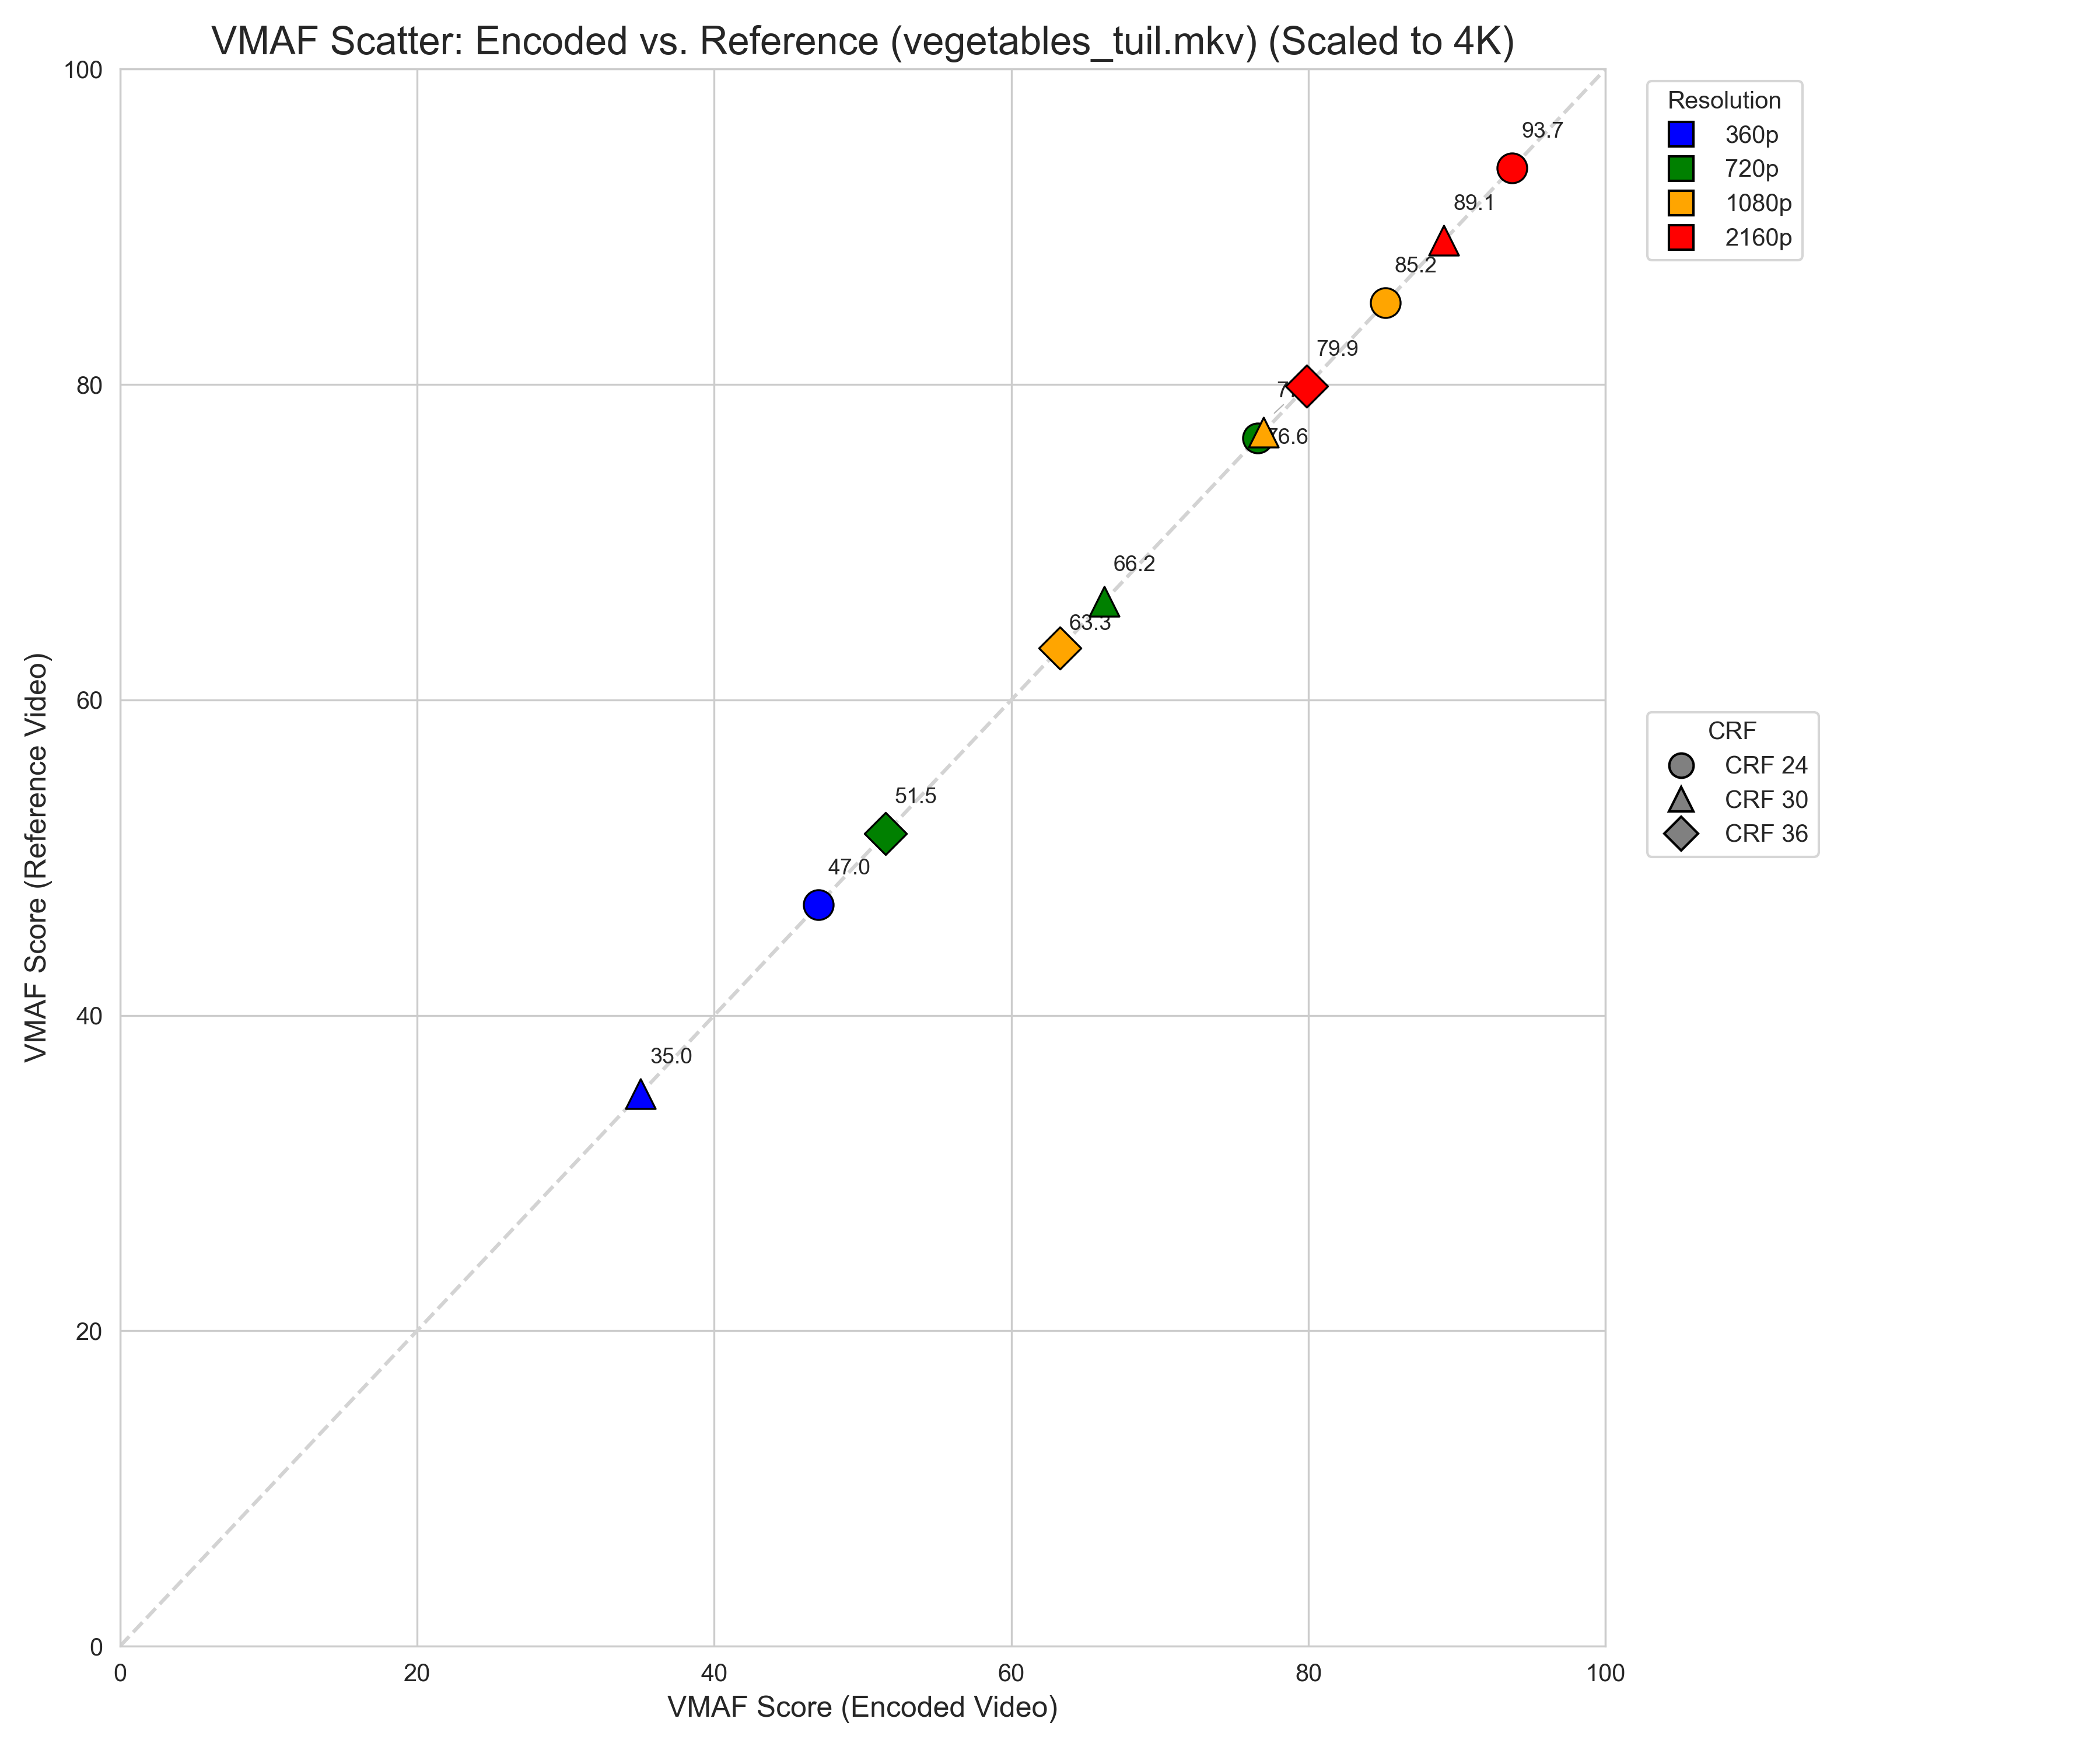 VMAF Scatter: Encoded vs. Reference (vegetables_tuil.mkv) (Scaled to 4K)
VMAF Score (Reference Video)
100
80
60
40
20
0
0 20 40 60 80 100
VMAF Score (Encoded Video)
93.7
89.1
85.2
79.9
76.6
66.2
63.3
51.5
47.0
35.0
Resolution
360p
720p
1080p
2160p
CRF
CRF 24
CRF 30
CRF 36